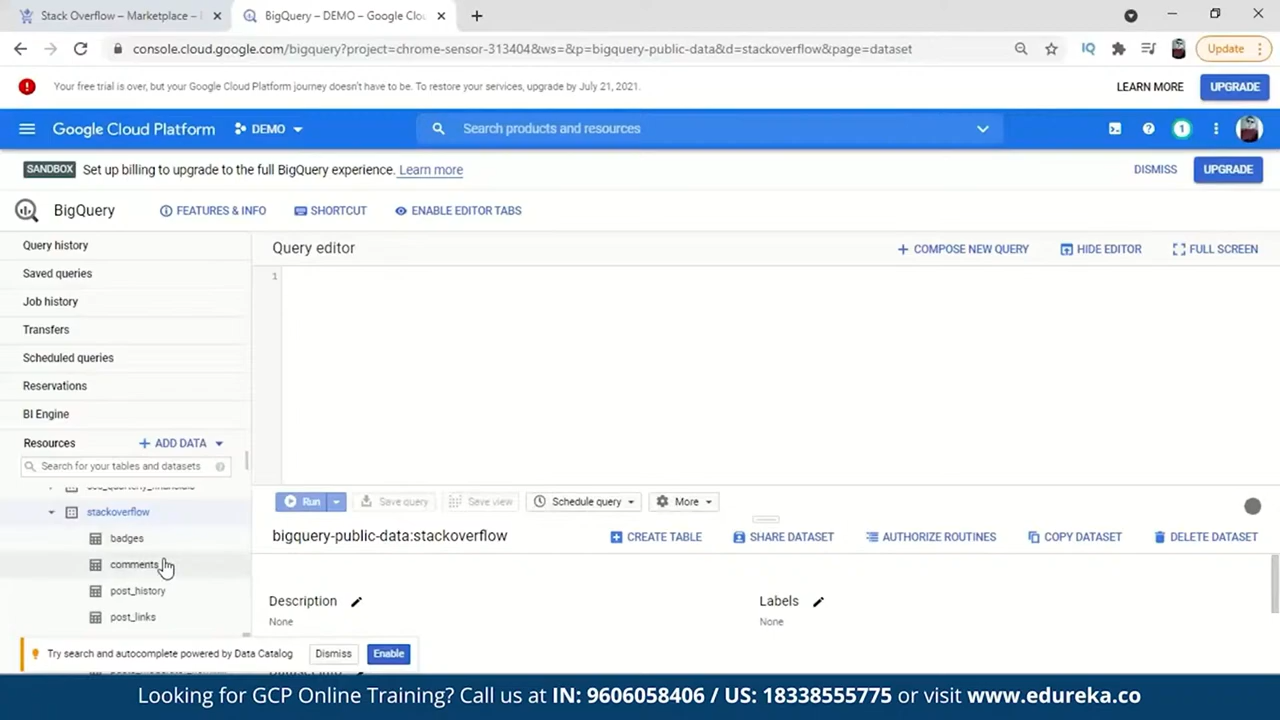 Stack Overflow – Marketplace –
BigQuery – DEMO – Google Clou
console.cloud.google.com/bigquery?project=chrome-sensor-313404&ws=&p=bigquery-public-data&d=stackoverflow&page=dataset
IQ
Update
Your free trial is over, but your Google Cloud Platform journey doesn't have to be. To restore your services, upgrade by July 21, 2021.
LEARN MORE
UPGRADE
Google Cloud Platform
DEMO
Search products and resources
1
SANDBOX
Set up billing to upgrade to the full BigQuery experience. Learn more
DISMISS
UPGRADE
BigQuery
FEATURES & INFO
SHORTCUT
ENABLE EDITOR TABS
Query history
Saved queries
Job history
Transfers
Scheduled queries
Reservations
BI Engine
Resources
+ ADD DATA
Search for your tables and datasets
stackoverflow
badges
comments
post_history
post_links
Query editor
+ COMPOSE NEW QUERY
HIDE EDITOR
FULL SCREEN
1
Run
Save query
Save view
Schedule query
More
bigquery-public-data:stackoverflow
CREATE TABLE
SHARE DATASET
AUTHORIZE ROUTINES
COPY DATASET
DELETE DATASET
Description
None
Labels
None
Try search and autocomplete powered by Data Catalog
Dismiss
Enable
Looking for GCP Online Training? Call us at IN: 9606058406 / US: 18338555775 or visit www.edureka.co